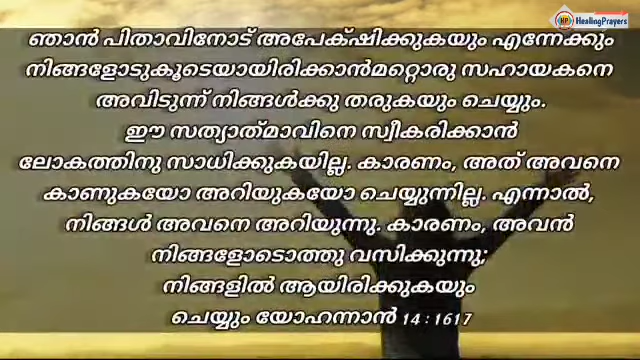 HP HealingPrayers
ഞാൻ പിതാവിനോട് അപേക്ഷിക്കുകയും എന്നേക്കും
നിങ്ങളോടുകൂടെയായിരിക്കാൻമറ്റൊരു സഹായകനെ
അവിടുന്ന് നിങ്ങൾക്കു തരുകയും ചെയ്യും.
ഈ സത്യാത്മാവിനെ സ്വീകരിക്കാൻ
ലോകത്തിനു സാധിക്കുകയില്ല. കാരണം, അത് അവനെ
കാണുകയോ അറിയുകയോ ചെയ്യുന്നില്ല. എന്നാൽ,
നിങ്ങൾ അവനെ അറിയുന്നു. കാരണം, അവൻ
നിങ്ങളോടൊത്തു വസിക്കുന്നു;
നിങ്ങളിൽ ആയിരിക്കുകയും
ചെയ്യും യോഹന്നാൻ 14 : 1617